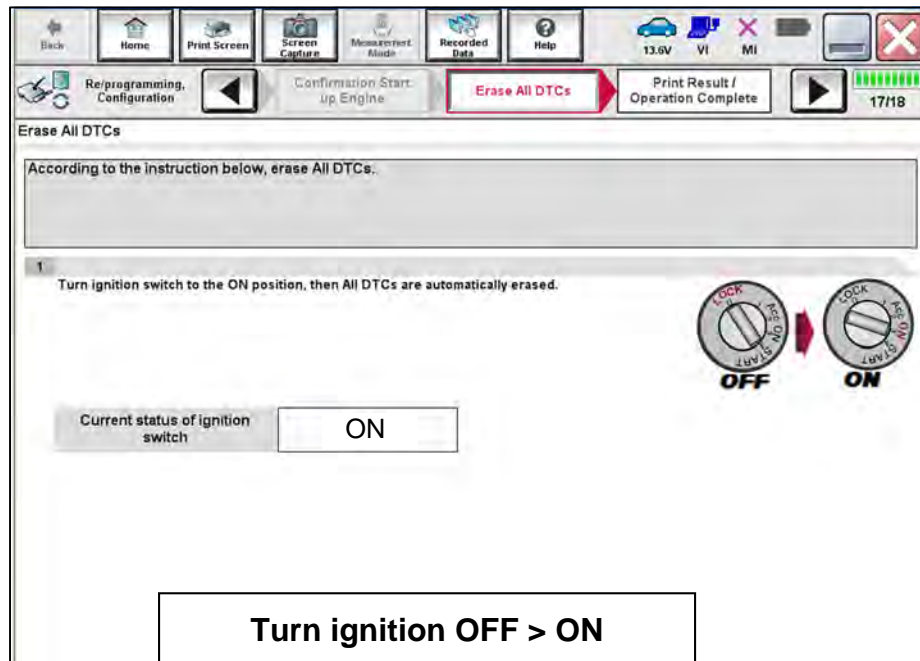 Back
Home
Print Screen
Screen
Capture
Measurement
Mode
Recorded
Data
Help
13.6V
VI
MI
Re/programming,
Configuration
Confirmation Start
up Engine
Erase All DTCs
Print Result /
Operation Complete
17/18
Erase All DTCs
According to the instruction below, erase All DTCs.
1
Turn ignition switch to the ON position, then All DTCs are automatically erased.
LOCK
0
1
Acc
ON
START
OFF
LOCK
0
1
Acc
ON
START
ON
Current status of ignition
switch
ON
Turn ignition OFF > ON